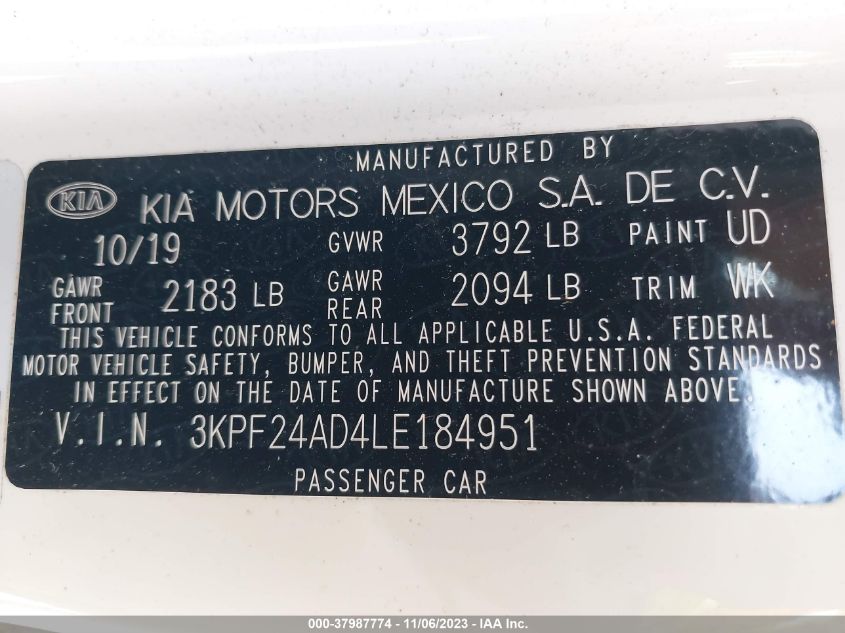 MANUFACTURED BY
KIA KIA MOTORS MEXICO S.A. DE C.V.
10/19 GVWR 3792 LB PAINT UD
GAWR FRONT 2183 LB GAWR REAR 2094 LB TRIM WK
THIS VEHICLE CONFORMS TO ALL APPLICABLE U.S.A. FEDERAL
MOTOR VEHICLE SAFETY, BUMPER, AND THEFT PREVENTION STANDARDS
IN EFFECT ON THE DATE OF MANUFACTURE SHOWN ABOVE.
V.I.N. 3KPF24AD4LE184951
PASSENGER CAR
000-37987774 - 11/06/2023 - IAA Inc.